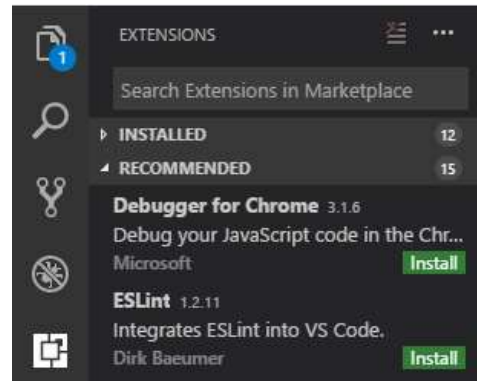 EXTENSIONS
1
Search Extensions in Marketplace
INSTALLED 12
RECOMMENDED 15
Debugger for Chrome 3.1.6
Debug your JavaScript code in the Chr...
Microsoft Install
ESLint 1.2.11
Integrates ESLint into VS Code.
Dirk Baeumer Install